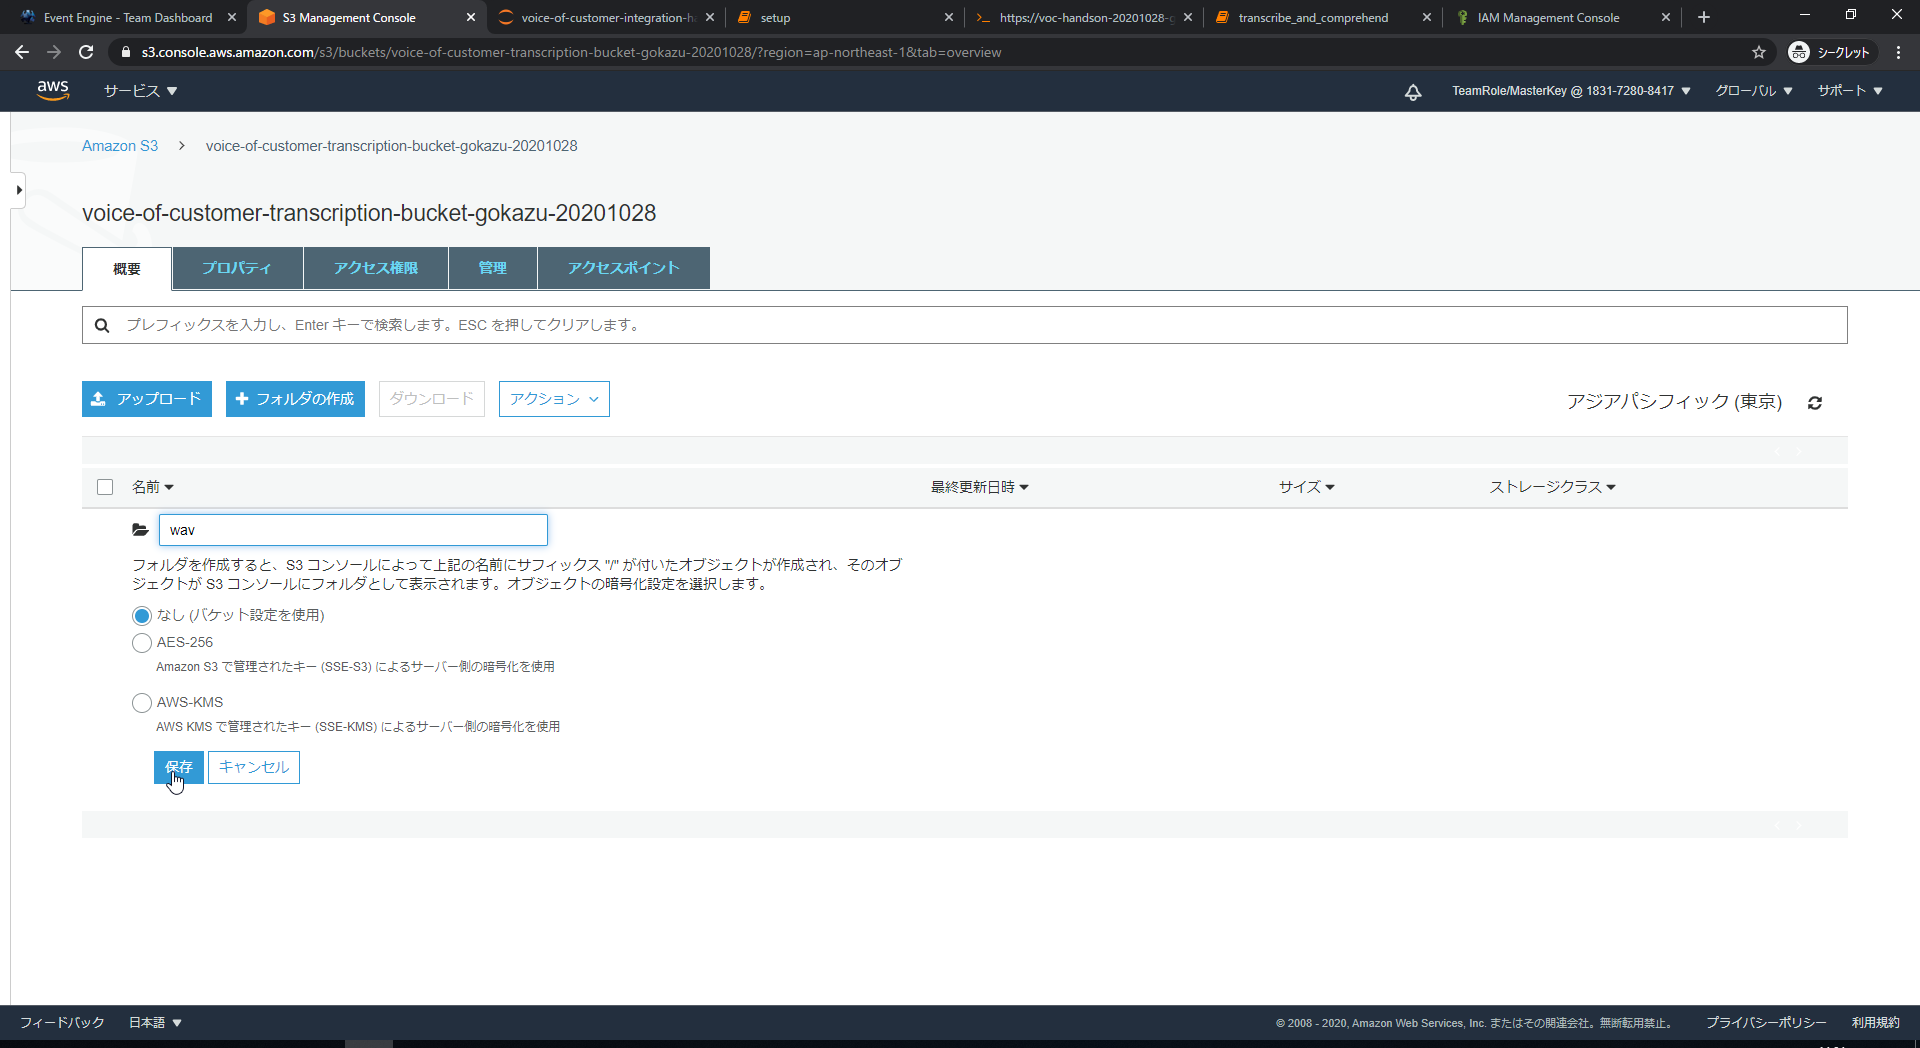 Event Engine - Team Dashboard
S3 Management Console
voice-of-customer-integration-ha
setup
https://voc-handson-20201028-g
transcribe_and_comprehend
IAM Management Console
s3.console.aws.amazon.com/s3/buckets/voice-of-customer-transcription-bucket-gokazu-20201028/?region=ap-northeast-1&tab=overview
シークレット
aws
サービス
TeamRole/MasterKey @ 1831-7280-8417
グローバル
サポート
Amazon S3
voice-of-customer-transcription-bucket-gokazu-20201028
voice-of-customer-transcription-bucket-gokazu-20201028
概要
プロパティ
アクセス権限
管理
アクセスポイント
プレフィックスを入力し、Enter キーで検索します。ESC を押してクリアします。
アップロード
フォルダの作成
ダウンロード
アクション
アジアパシフィック (東京)
名前
最終更新日時
サイズ
ストレージクラス
wav
フォルダを作成すると、S3 コンソールによって上記の名前にサフィックス "/" が付いたオブジェクトが作成され、そのオブ
ジェクトが S3 コンソールにフォルダとして表示されます。オブジェクトの暗号化設定を選択します。
なし (バケット設定を使用)
AES-256
Amazon S3 で管理されたキー (SSE-S3) によるサーバー側の暗号化を使用
AWS-KMS
AWS KMS で管理されたキー (SSE-KMS) によるサーバー側の暗号化を使用
保存
キャンセル
フィードバック
日本語
© 2008 - 2020, Amazon Web Services, Inc. またはその関連会社。無断転用禁止。
プライバシーポリシー
利用規約